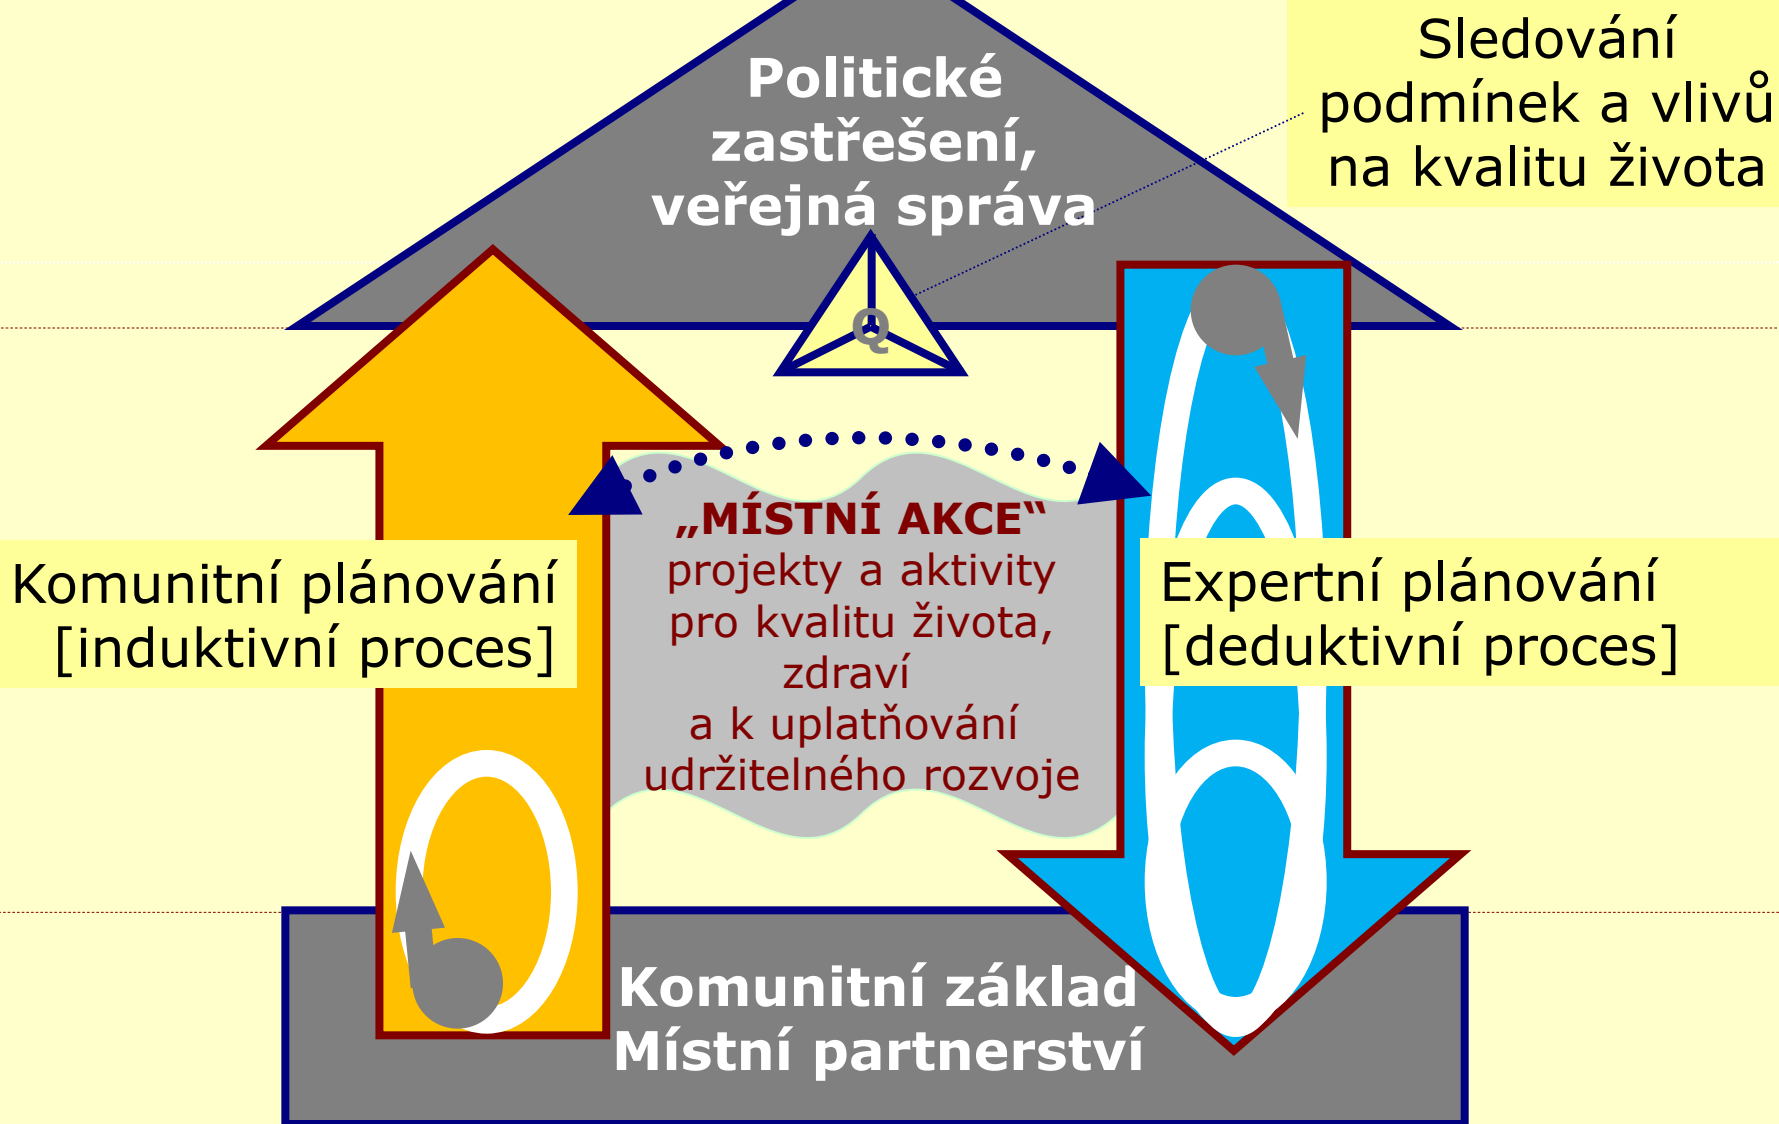 Politické
zastřešení,
veřejná správa
Sledování
podmínek a vlivů
na kvalitu života
Q
„MÍSTNÍ AKCE“
projekty a aktivity
pro kvalitu života,
zdraví
a k uplatňování
udržitelného rozvoje
Komunitní plánování
[induktivní proces]
Expertní plánování
[deduktivní proces]
Komunitní základ
Místní partnerství